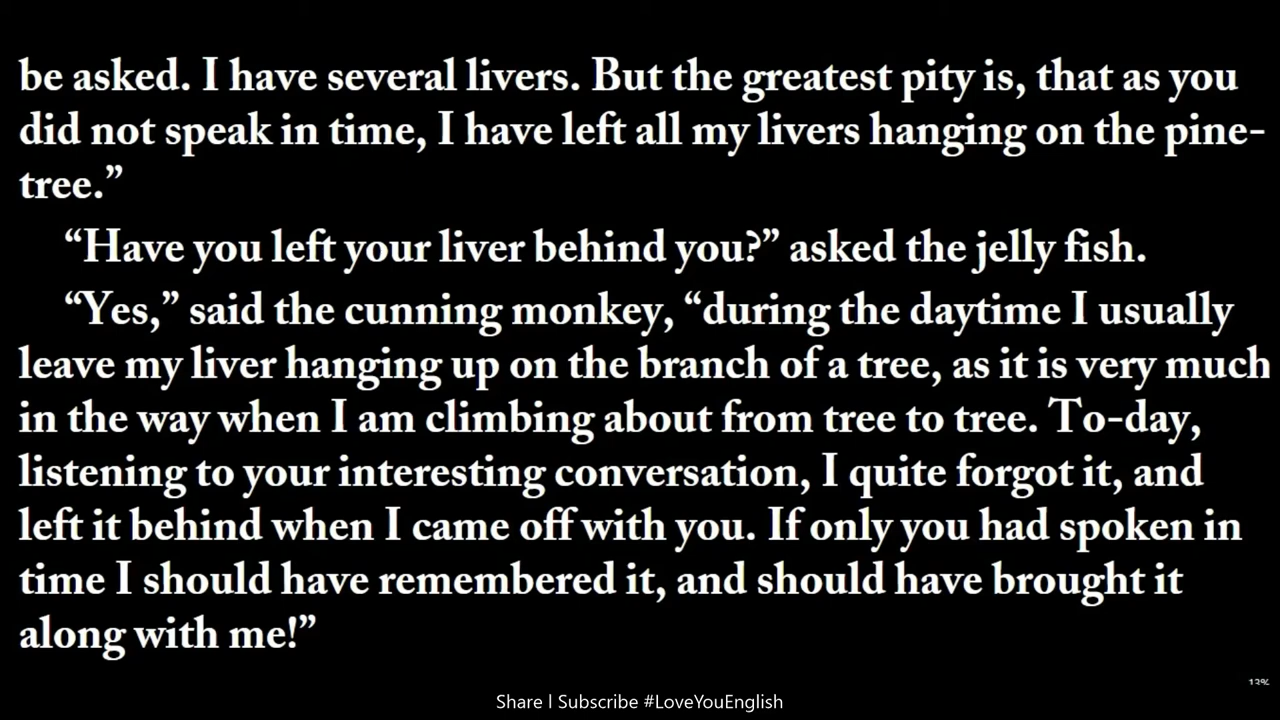 be asked. I have several livers. But the greatest pity is, that as you
did not speak in time, I have left all my livers hanging on the pine-
tree.”
“Have you left your liver behind you?” asked the jelly fish.
“Yes,” said the cunning monkey, “during the daytime I usually
leave my liver hanging up on the branch of a tree, as it is very much
in the way when I am climbing about from tree to tree. To-day,
listening to your interesting conversation, I quite forgot it, and
left it behind when I came off with you. If only you had spoken in
time I should have remembered it, and should have brought it
along with me!”
13%
Share | Subscribe #LoveYouEnglish